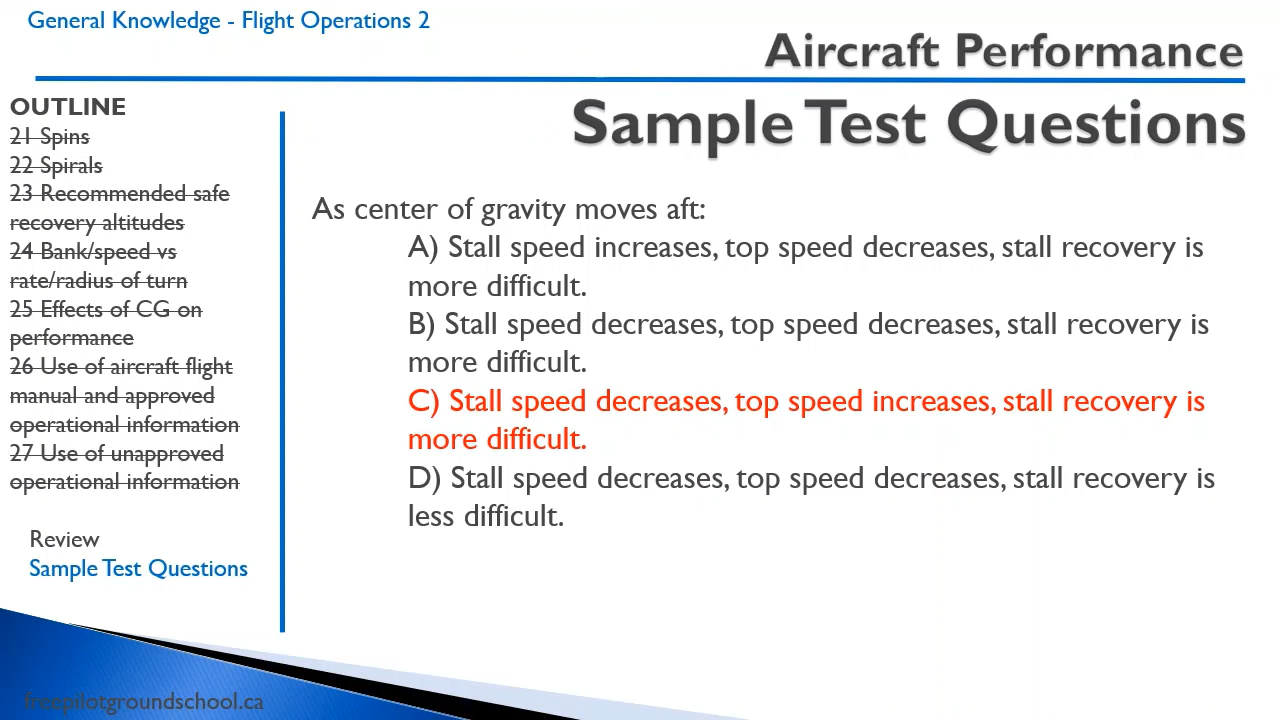 General Knowledge - Flight Operations 2
Aircraft Performance
Sample Test Questions
OUTLINE
21 Spins
22 Spirals
23 Recommended safe
recovery altitudes
24 Bank/speed vs
rate/radius of turn
25 Effects of CG on
performance
26 Use of aircraft flight
manual and approved
operational information
27 Use of unapproved
operational information
Review
Sample Test Questions
As center of gravity moves aft:
A) Stall speed increases, top speed decreases, stall recovery is
more difficult.
B) Stall speed decreases, top speed decreases, stall recovery is
more difficult.
C) Stall speed decreases, top speed increases, stall recovery is
more difficult.
D) Stall speed decreases, top speed decreases, stall recovery is
less difficult.
freepilotgroundschool.ca